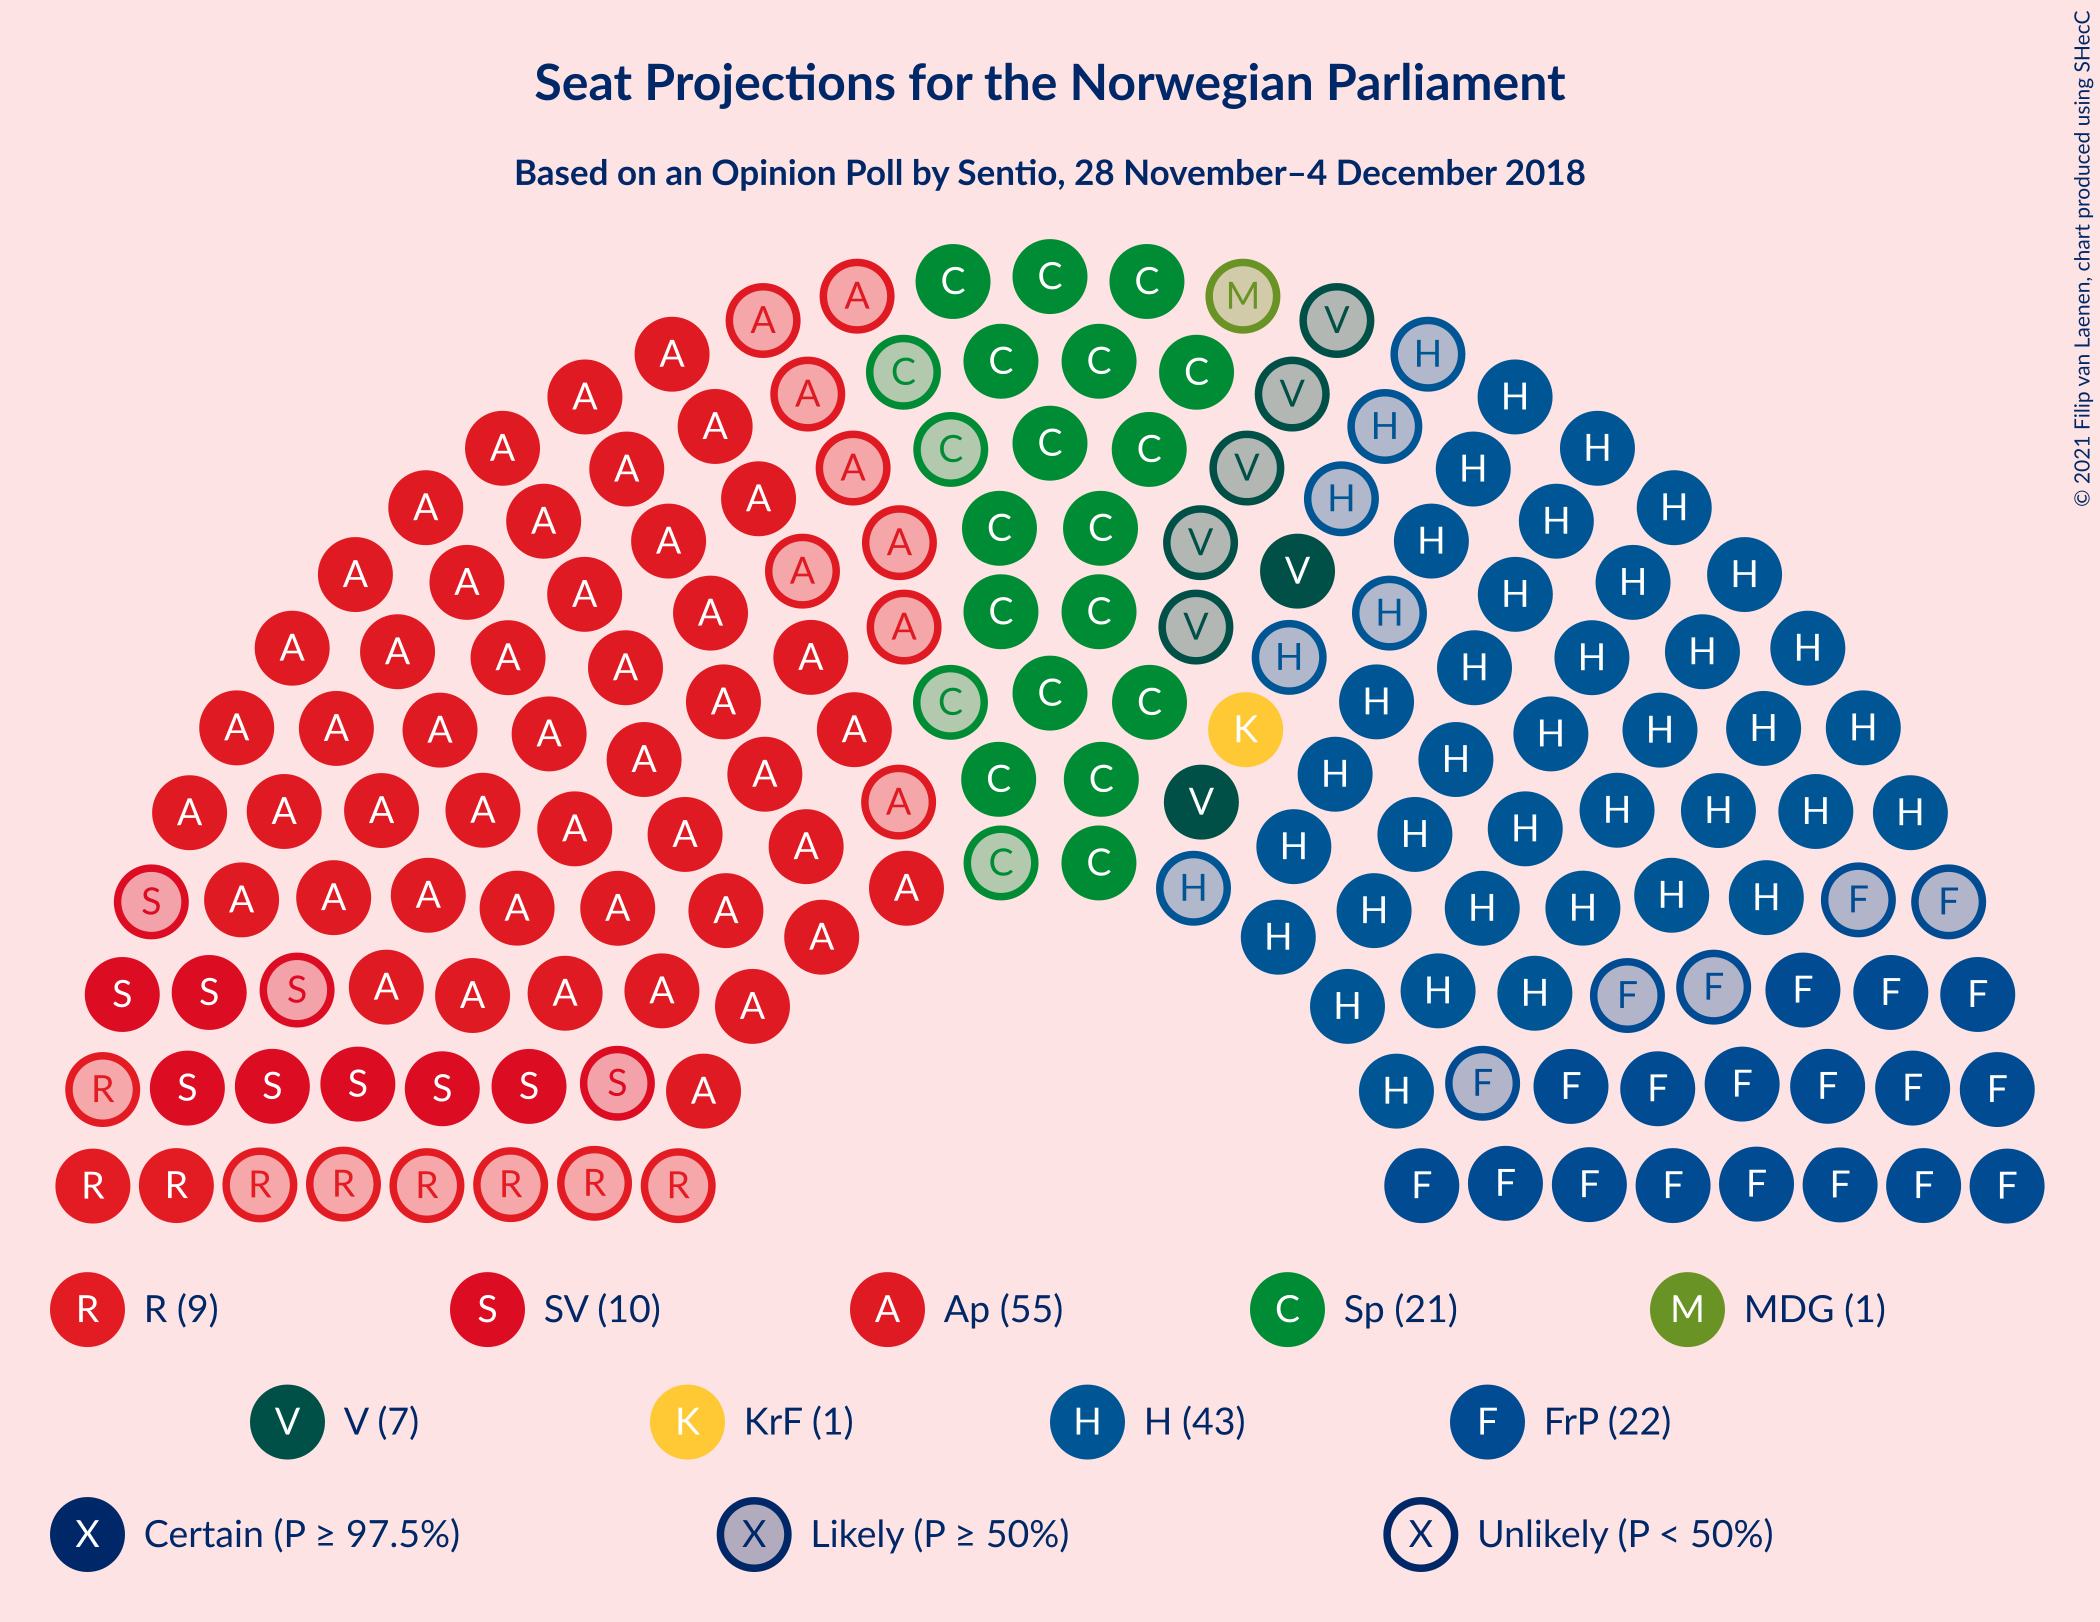 Seat Projections for the Norwegian Parliament
Based on an Opinion Poll by Sentio, 28 November–4 December 2018
© 2021 Filip van Laenen, chart produced using SHecC
A A C C C M V H
A A C C C C V H H
A A A C C C V H H H
A A A A C C V V H H H
A A A A A C C V H H H H
A A A A A A C C C K H H H H H H
A A A A A A A A C C V H H H H H H H
S A A A A A A A A C C H H H H H H H F F
S S S A A A A A A H H H H F F F F F
R S S S S S S A H F F F F F F F
R R R R R R R R F F F F F F F F
R R (9) S SV (10) A Ap (55) C Sp (21) M MDG (1)
V V (7) K KrF (1) H H (43) F FrP (22)
X Certain (P ≥ 97.5%) X Likely (P ≥ 50%) X Unlikely (P < 50%)